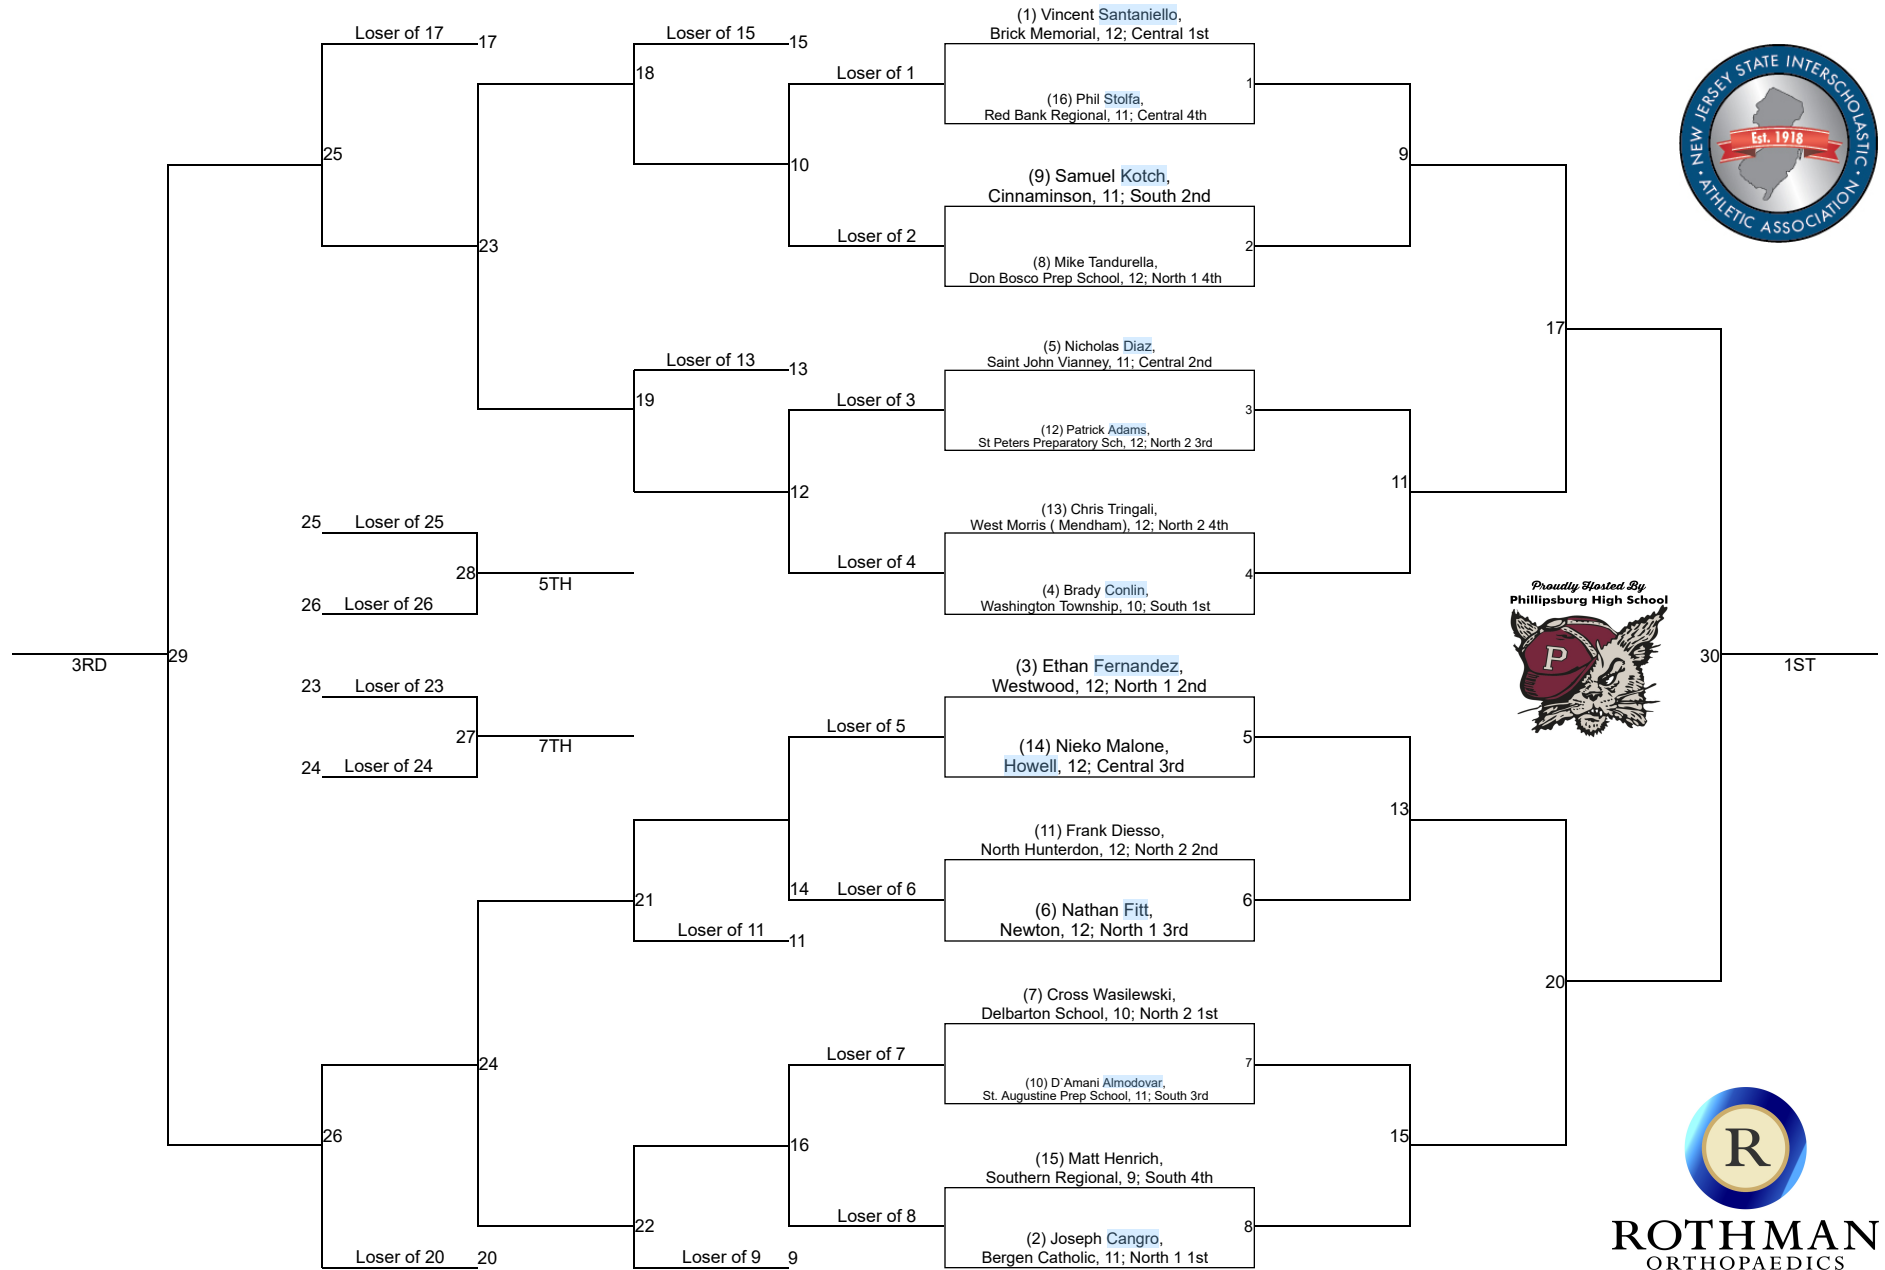 Loser of 17
17
Loser of 15
15
(1) Vincent Santaniello,
Brick Memorial, 12; Central 1st
18
Loser of 1
1
(16) Phil Stolfa,
Red Bank Regional, 11; Central 4th
NEW JERSEY STATE INTERSCHOLASTIC
• ATHLETIC ASSOCIATION •
Est. 1918
25
10
9
(9) Samuel Kotch,
Cinnaminson, 11; South 2nd
23
Loser of 2
2
(8) Mike Tandurella,
Don Bosco Prep School, 12; North 1 4th
17
(5) Nicholas Diaz,
Saint John Vianney, 11; Central 2nd
Loser of 13
13
19
Loser of 3
3
(12) Patrick Adams,
St Peters Preparatory Sch, 12; North 2 3rd
12
11
(13) Chris Tringali,
West Morris ( Mendham), 12; North 2 4th
25
Loser of 25
Loser of 4
4
28
5TH
(4) Brady Conlin,
Washington Township, 10; South 1st
26
Loser of 26
Proudly Hosted By
Phillipsburg High School
P
3RD
29
30
1ST
(3) Ethan Fernandez,
Westwood, 12; North 1 2nd
23
Loser of 23
Loser of 5
5
27
7TH
(14) Nieko Malone,
Howell, 12; Central 3rd
24
Loser of 24
13
(11) Frank Diesso,
North Hunterdon, 12; North 2 2nd
21
14
Loser of 6
6
(6) Nathan Fitt,
Newton, 12; North 1 3rd
Loser of 11
11
20
(7) Cross Wasilewski,
Delbarton School, 10; North 2 1st
24
Loser of 7
7
(10) D`Amani Almodovar,
St. Augustine Prep School, 11; South 3rd
26
16
15
(15) Matt Henrich,
Southern Regional, 9; South 4th
22
Loser of 8
8
(2) Joseph Cangro,
Bergen Catholic, 11; North 1 1st
Loser of 20
20
Loser of 9
9
R
ROTHMAN
ORTHOPAEDICS